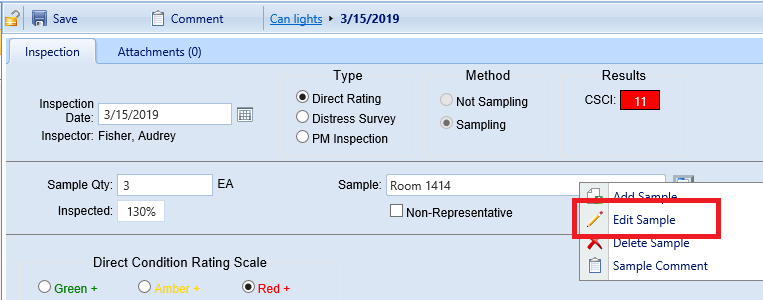 Save Comment Can lights 3/15/2019
Inspection Attachments (0)
Type Method Results
Inspection Date: 3/15/2019 Direct Rating Not Sampling CSCI: 11
Distress Survey Sampling
Inspector: Fisher, Audrey PM Inspection
Sample Qty: 3 EA Sample: Room 1414
Inspected: 130% Non-Representative
Add Sample
Edit Sample
Delete Sample
Sample Comment
Direct Condition Rating Scale
Green + Amber + Red +